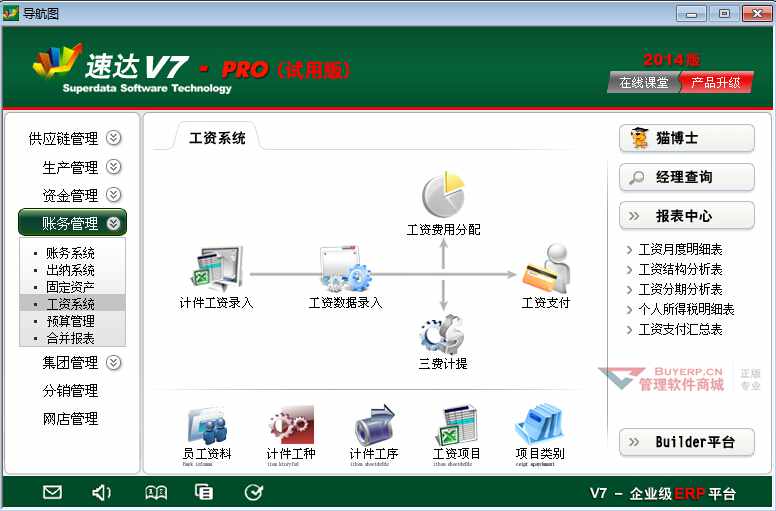 导航图
速达V7 - PRO (试用版)
Superdata Software Technology
2014版
在线课堂 产品升级
供应链管理
生产管理
资金管理
账务管理
账务系统
出纳系统
固定资产
工资系统
预算管理
合并报表
集团管理
分销管理
网店管理
工资系统
工资费用分配
计件工资录入
工资数据录入
工资支付
三费计提
员工资料
计件工种
计件工序
工资项目
项目类别
猫博士
经理查询
报表中心
工资月度明细表
工资结构分析表
工资分期分析表
个人所得税明细表
工资支付汇总表
BUYERP.CN
管理软件商城
正版
专业
Builder平台
V7 - 企业级ERP平台